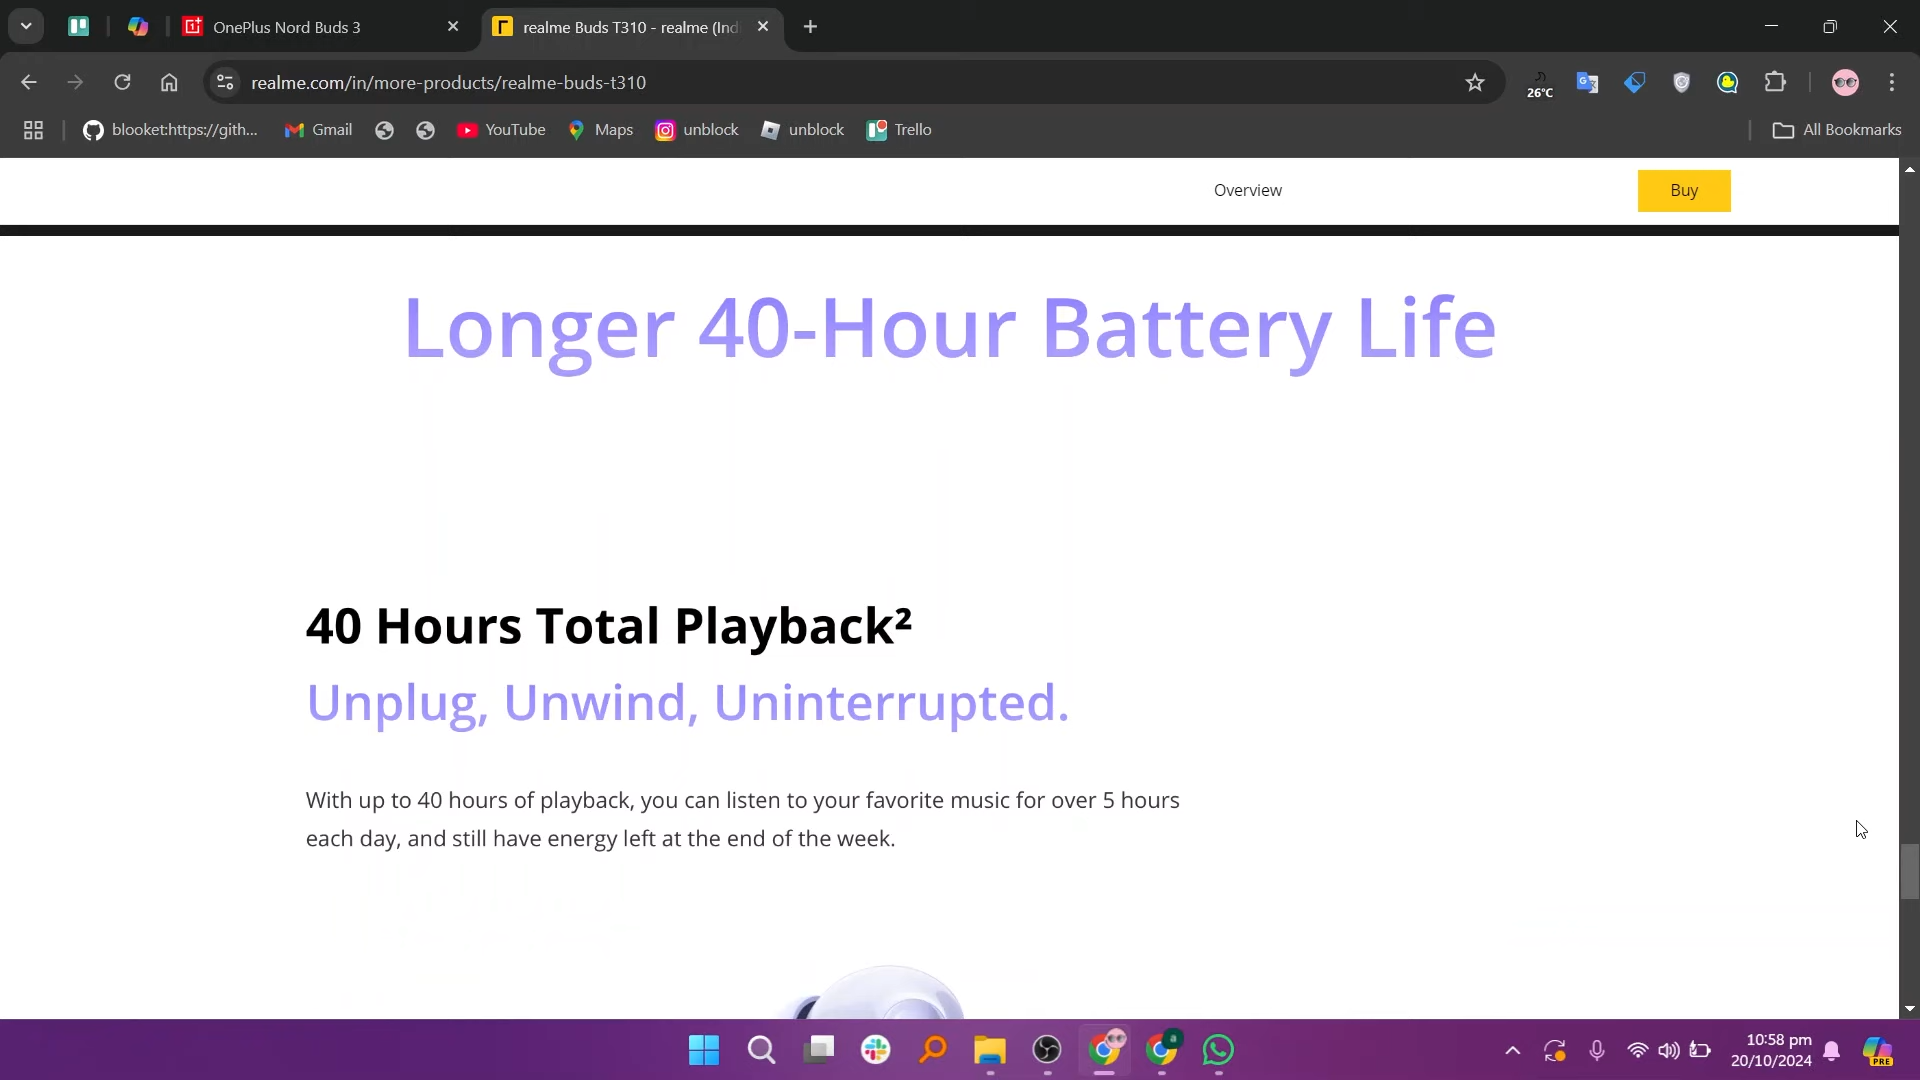 OnePlus Nord Buds 3
realme Buds T310 - realme (Ind
realme.com/in/more-products/realme-buds-t310
26°C
blooket:https://gith...
Gmail
YouTube
Maps
unblock
unblock
Trello
All Bookmarks
Overview
Buy
Longer 40-Hour Battery Life
40 Hours Total Playback²
Unplug, Unwind, Uninterrupted.
With up to 40 hours of playback, you can listen to your favorite music for over 5 hours
each day, and still have energy left at the end of the week.
10:58 pm
20/10/2024
PRE